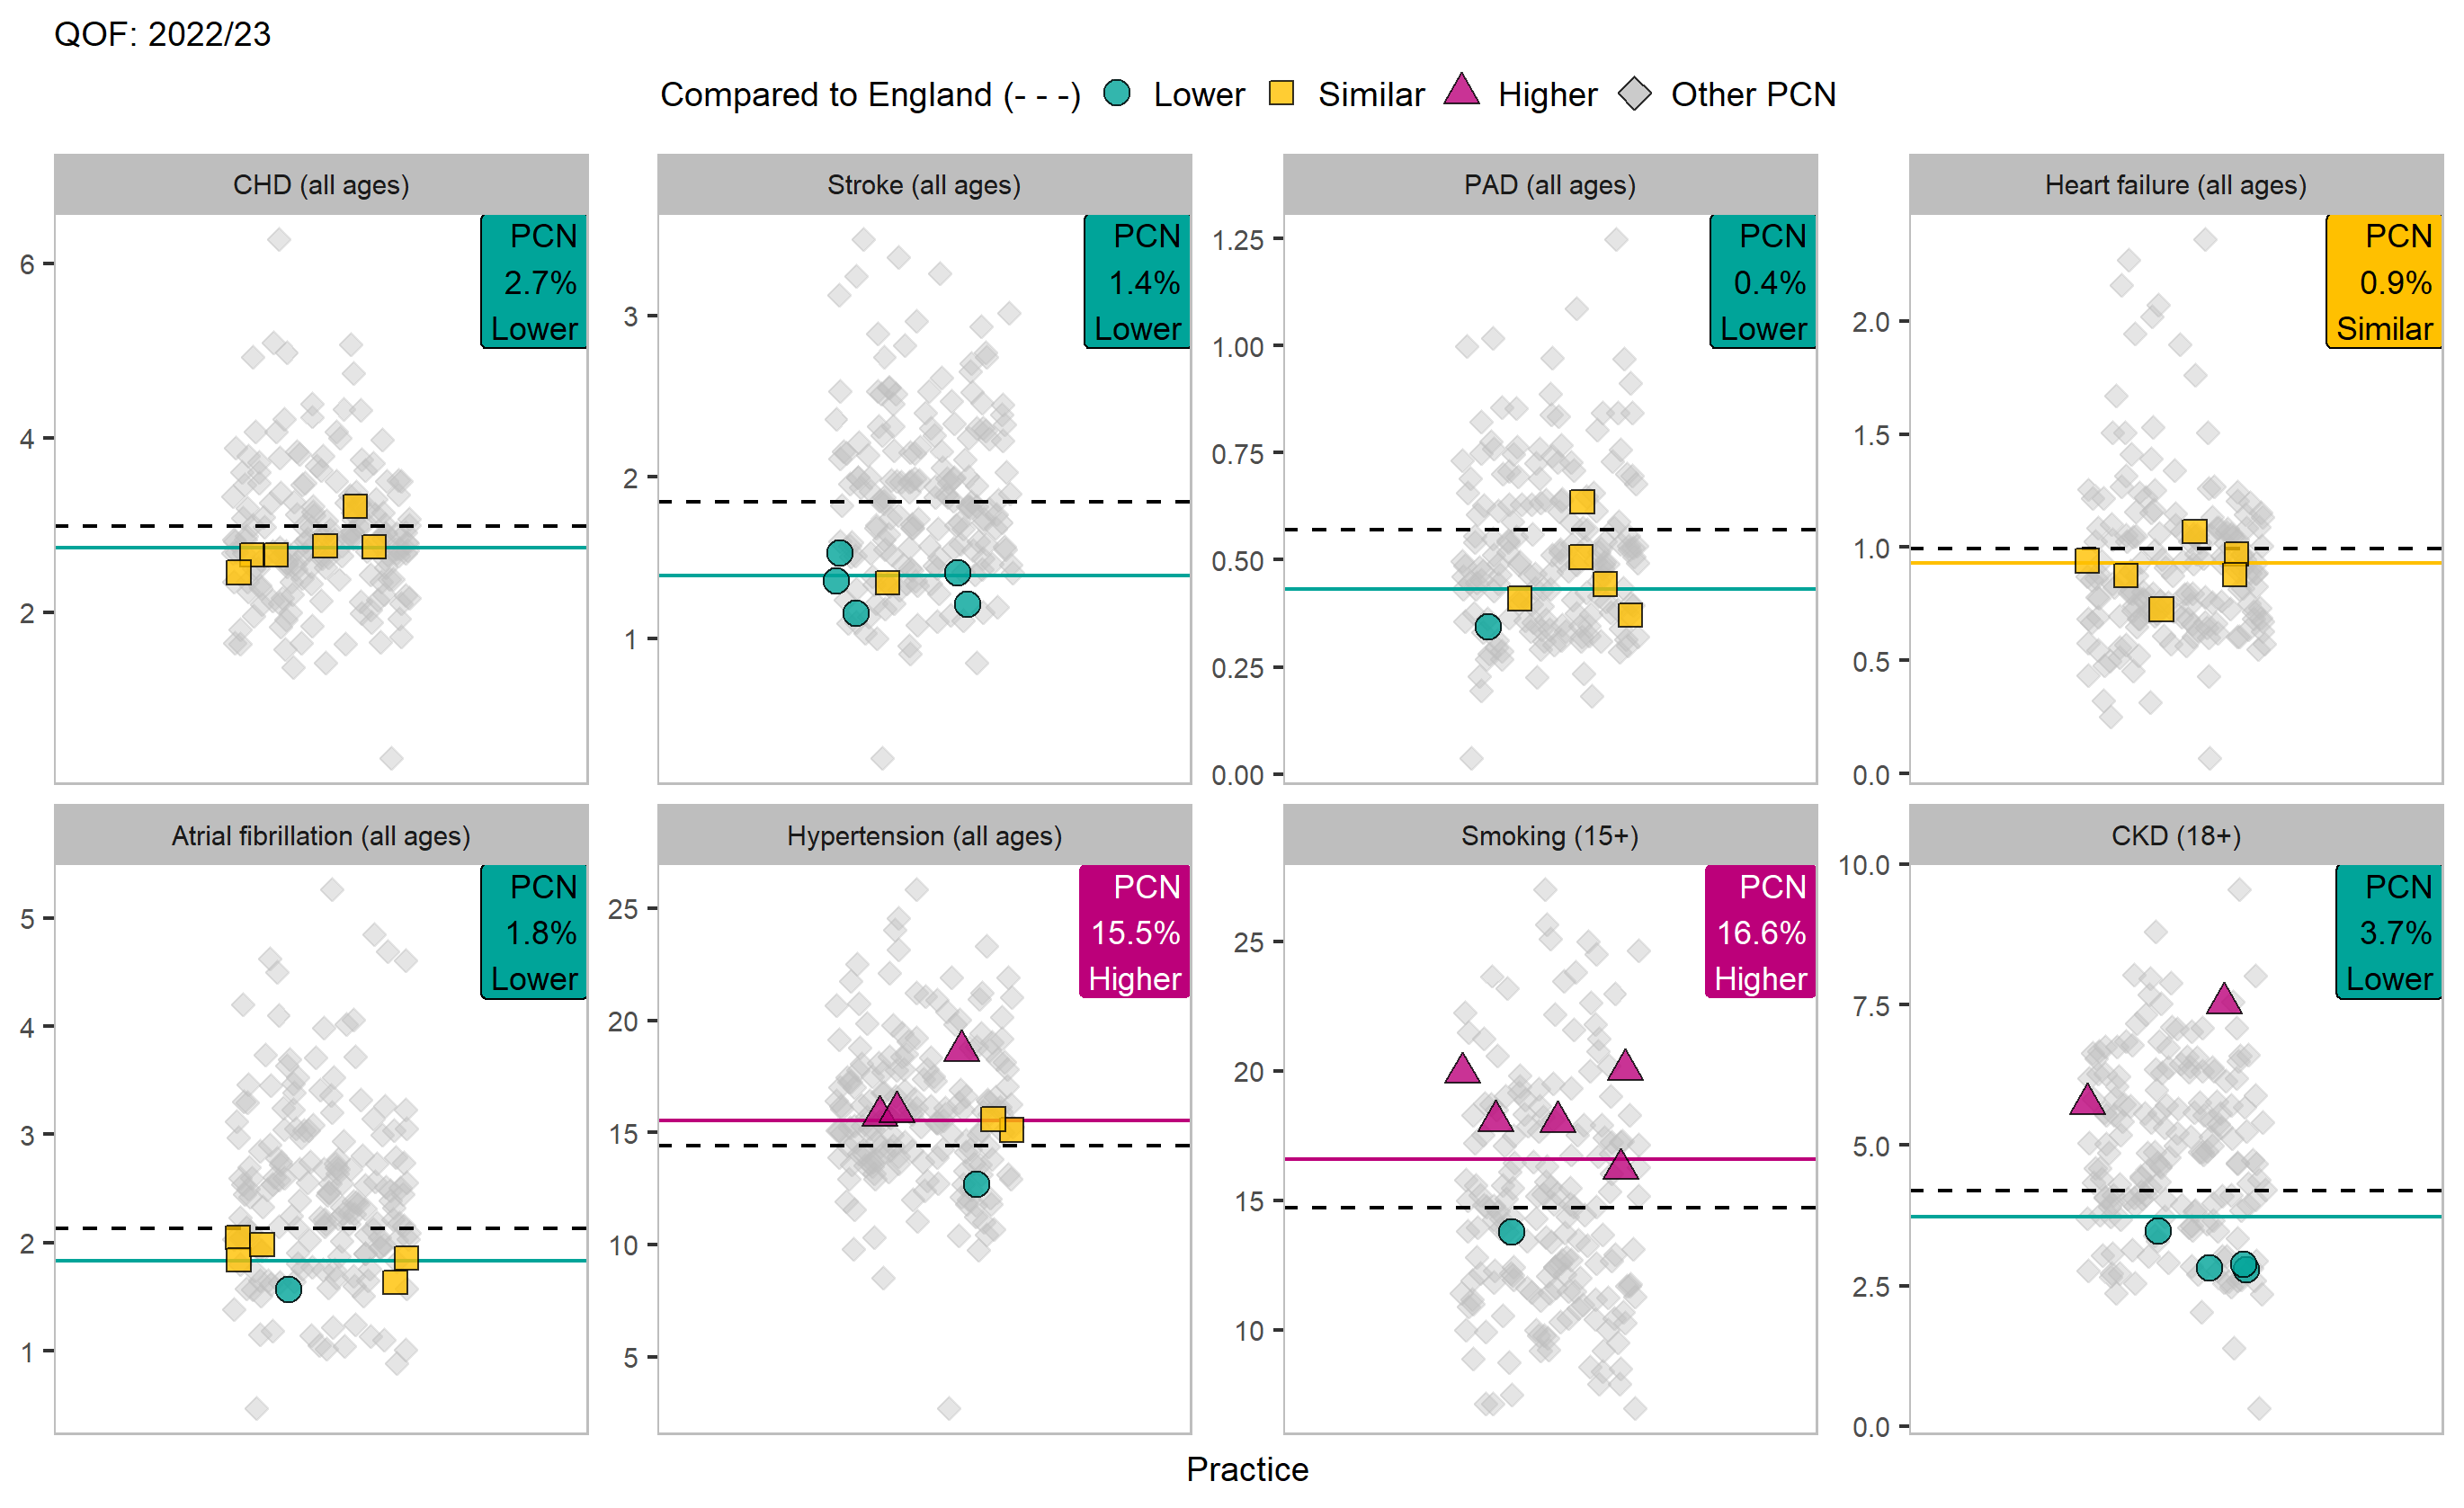 QOF: 2022/23
Compared to England (- - -) Lower Similar Higher Other PCN
CHD (all ages)
PCN
2.7%
Lower
6
4
2
Stroke (all ages)
PCN
1.4%
Lower
3
2
1
PAD (all ages)
PCN
0.4%
Lower
1.25
1.00
0.75
0.50
0.25
0.00
Heart failure (all ages)
PCN
0.9%
Similar
2.0
1.5
1.0
0.5
0.0
Atrial fibrillation (all ages)
PCN
1.8%
Lower
5
4
3
2
1
Hypertension (all ages)
PCN
15.5%
Higher
25
20
15
10
5
Smoking (15+)
PCN
16.6%
Higher
25
20
15
10
CKD (18+)
PCN
3.7%
Lower
10.0
7.5
5.0
2.5
0.0
Practice